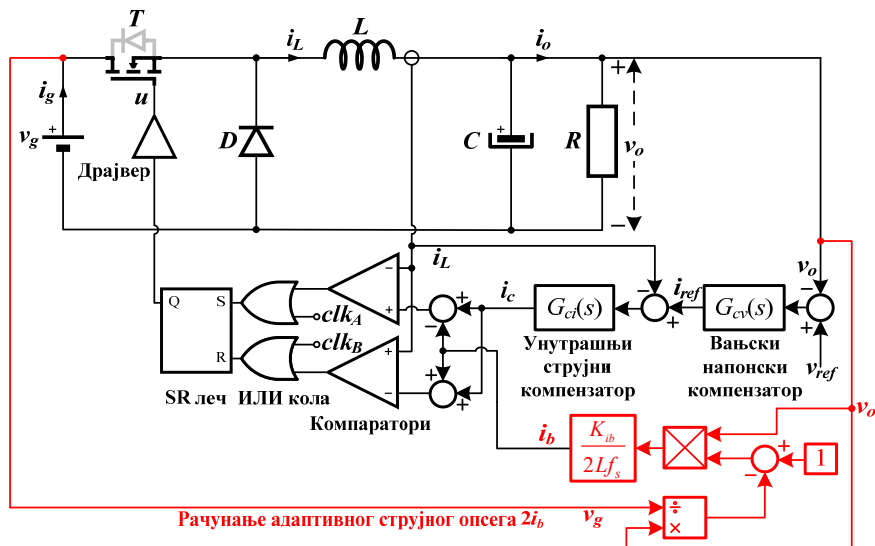 T
i_L
L
i_o
i_g
u
v_g
+
Драјвер
D
C
+
R
+
v_o
−
Q
S
R
clk_A
clk_B
SR леч
ИЛИ кола
−
+
+
−
Компаратори
i_L
i_c
+
−
+
+
G_ci(s)
Унутрашњи
струјни
компензатор
−
+
i_ref
G_cv(s)
Вањски
напонски
компензатор
v_o
−
+
v_ref
i_b
K_ib
2Lf_s
+
−
1
v_o
Рачунање адаптивног струјног опсега 2i_b
v_g
÷
×